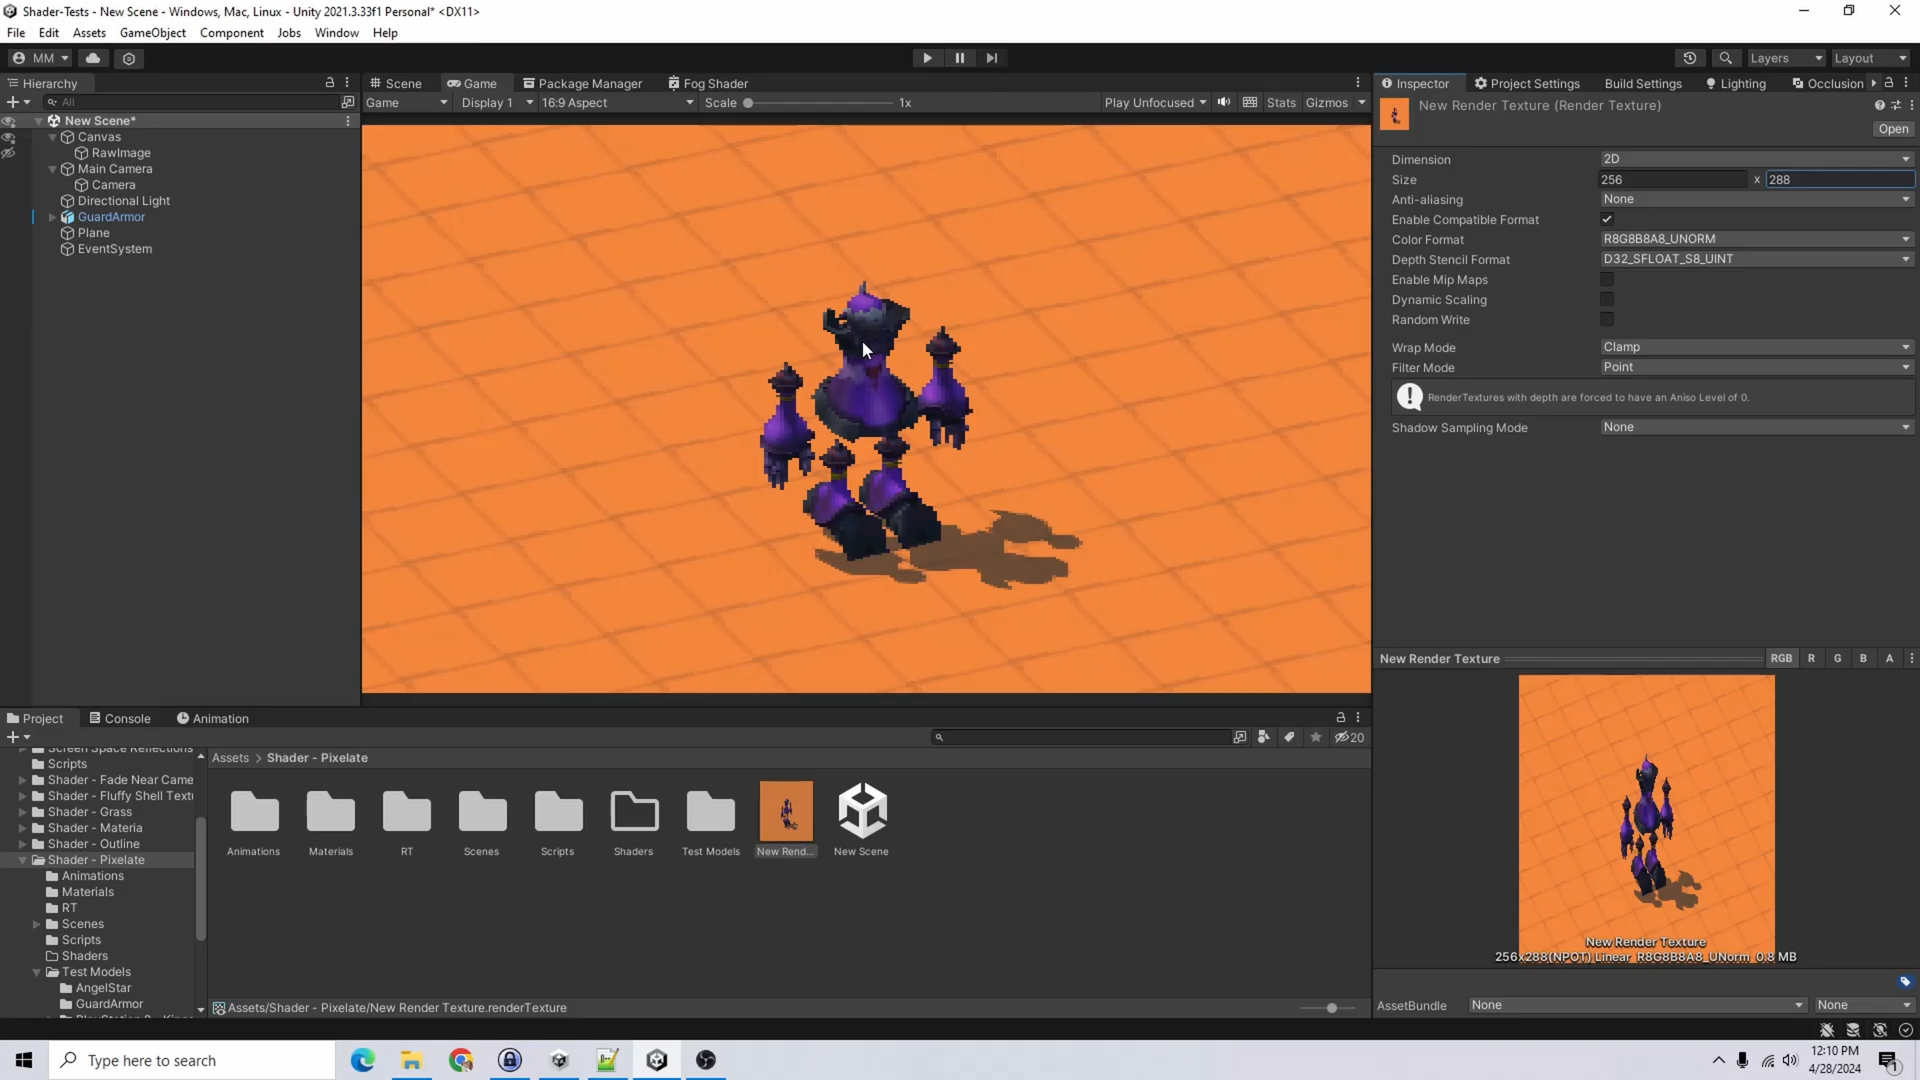 Shader-Tests - New Scene - Windows, Mac, Linux - Unity 2021.3.33f1 Personal* <DX11>
File Edit Assets GameObject Component Jobs Window Help
MM Layers Layout
Hierarchy
All
New Scene*
Canvas
RawImage
Main Camera
Camera
Directional Light
GuardArmor
Plane
EventSystem
Scene Game Package Manager Fog Shader
Game Display 1 16:9 Aspect Scale 1x Play Unfocused Stats Gizmos
Inspector Project Settings Build Settings Lighting Occlusion
New Render Texture (Render Texture)
Open
Dimension 2D
Size 256 x 288
Anti-aliasing None
Enable Compatible Format
Color Format R8G8B8A8_UNORM
Depth Stencil Format D32_SFLOAT_S8_UINT
Enable Mip Maps
Dynamic Scaling
Random Write
Wrap Mode Clamp
Filter Mode Point
RenderTextures with depth are forced to have an Aniso Level of 0.
Shadow Sampling Mode None
New Render Texture RGB R G B A
New Render Texture
256x288(NPOT) Linear R8G8B8A8_UNorm 0.8 MB
AssetBundle None None
Project Console Animation
20
Screen Space Reflections
Scripts
Shader - Fade Near Came
Shader - Fluffy Shell Text
Shader - Grass
Shader - Materia
Shader - Outline
Shader - Pixelate
Animations
Materials
RT
Scenes
Scripts
Shaders
Test Models
AngelStar
GuardArmor
Assets > Shader - Pixelate
Animations Materials RT Scenes Scripts Shaders Test Models New Rend... New Scene
Assets/Shader - Pixelate/New Render Texture.renderTexture
Type here to search
12:10 PM
4/28/2024
1